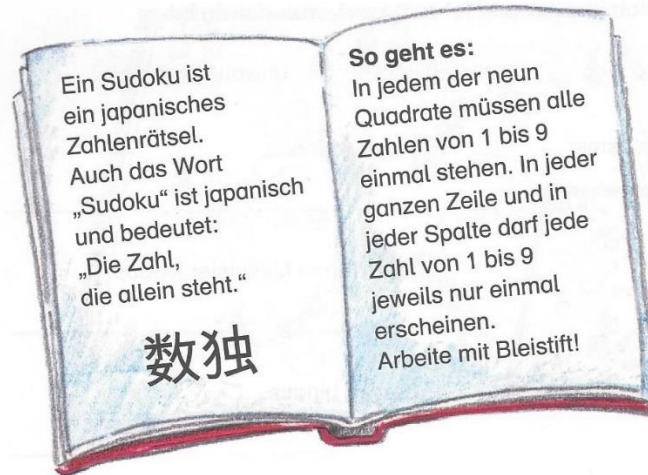 Ein Sudoku ist
ein japanisches
Zahlenrätsel.
Auch das Wort
„Sudoku“ ist japanisch
und bedeutet:
„Die Zahl,
die allein steht.“
数独
So geht es:
In jedem der neun
Quadrate müssen alle
Zahlen von 1 bis 9
einmal stehen. In jeder
ganzen Zeile und in
jeder Spalte darf jede
Zahl von 1 bis 9
jeweils nur einmal
erscheinen.
Arbeite mit Bleistift!